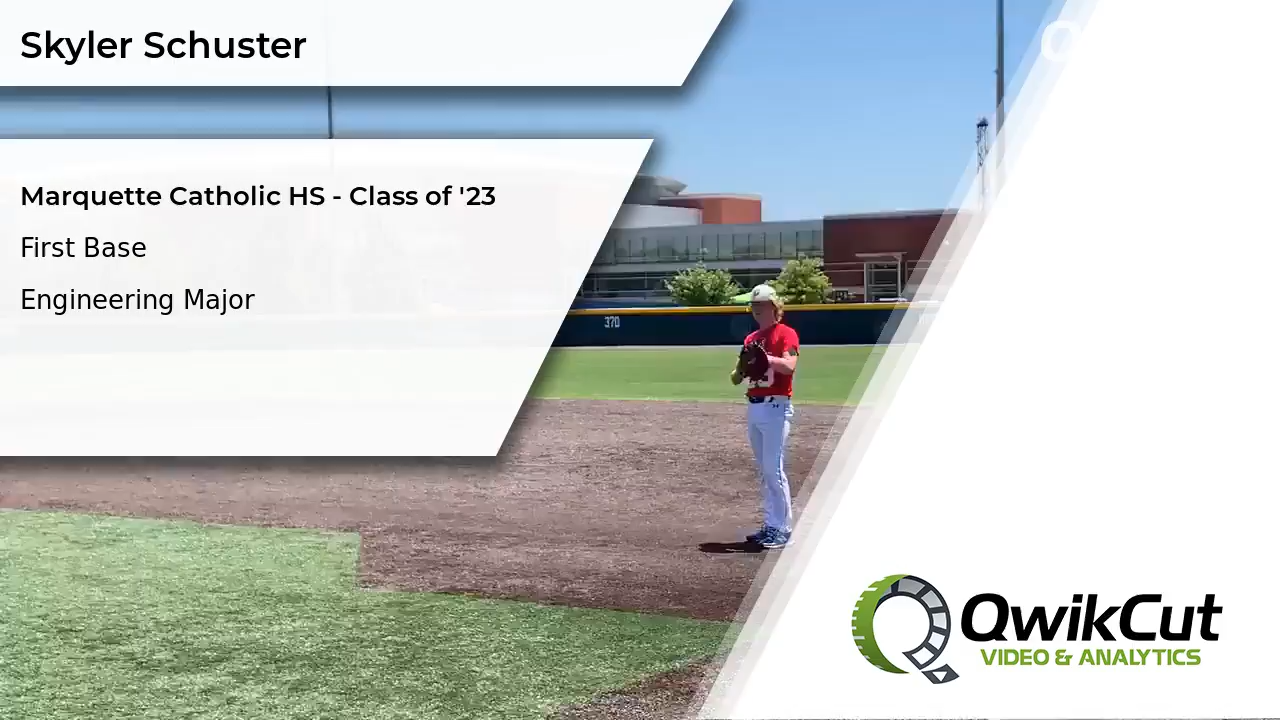 Skyler Schuster
Marquette Catholic HS - Class of '23
First Base
Engineering Major
370
QwikCut
VIDEO & ANALYTICS